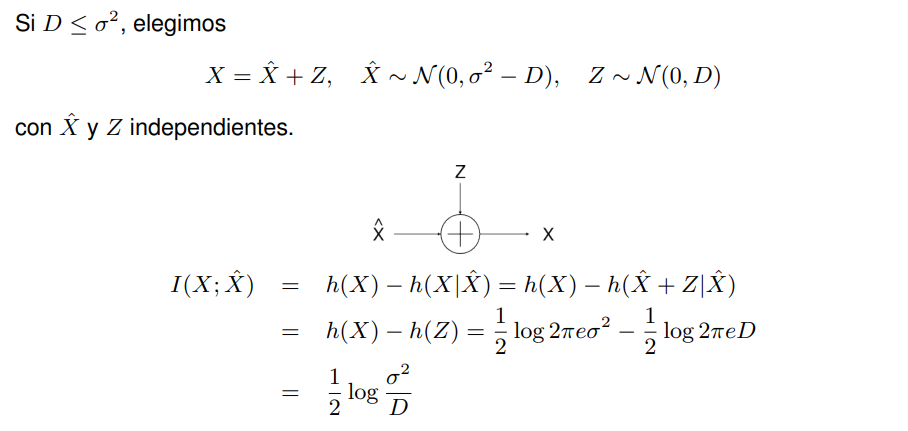 Si D ≤ σ², elegimos
X = X̂ + Z,   X̂ ∼ 𝒩(0, σ² − D),   Z ∼ 𝒩(0, D)
con X̂ y Z independientes.
Z
X̂ X
I(X; X̂) = h(X) − h(X|X̂) = h(X) − h(X̂ + Z|X̂)
= h(X) − h(Z) = 1/2 log 2πeσ² − 1/2 log 2πeD
= 1/2 log σ²/D